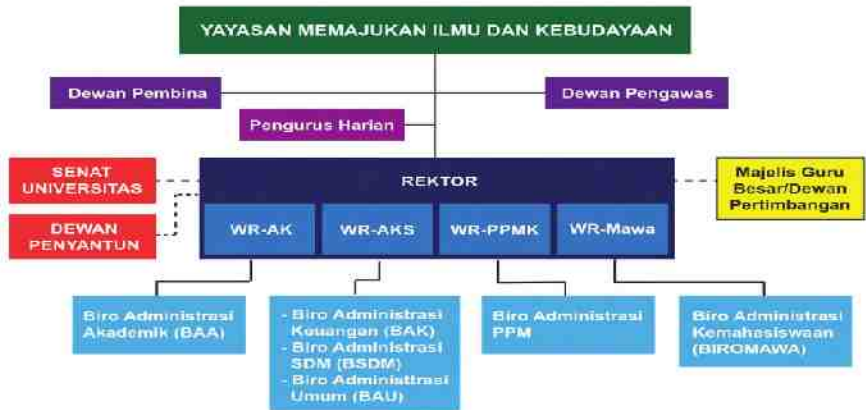 YAYASAN MEMAJUKAN ILMU DAN KEBUDAYAAN
Dewan Pembina
Dewan Pengawas
Pengurus Harian
SENAT
UNIVERSITAS
REKTOR
Majelis Guru
Besar/Dewan
Pertimbangan
DEWAN
PENYANTUN
WR-AK
WR-AKS
WR-PPMK
WR-Mawa
Biro Administrasi
Akademik (BAA)
- Biro Administrasi
Keuangan (BAK)
- Biro Administrasi
SDM (BSDM)
- Biro Administtrasi
Umum (BAU)
Biro Administrasi
PPM
Biro Administrasi
Kemahasiswaan
(BIROMAWA)